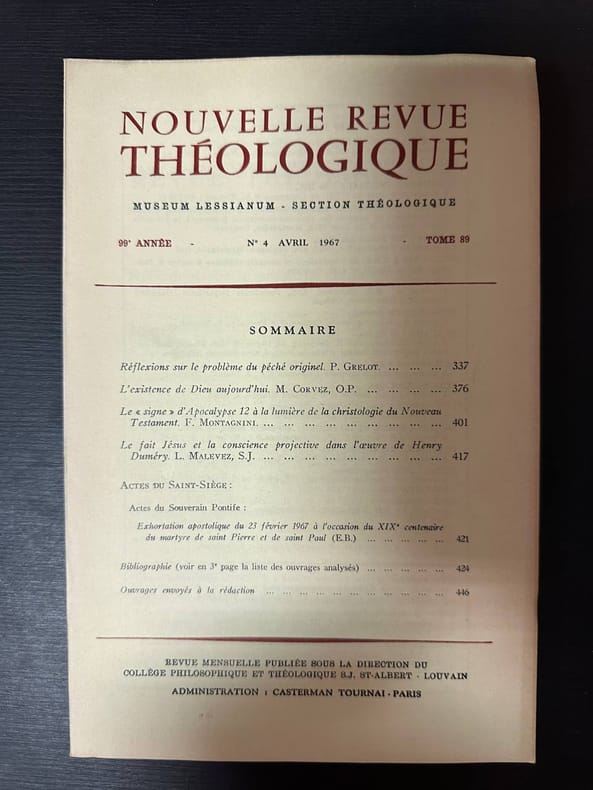 NOUVELLE REVUE
THÉOLOGIQUE
MUSEUM LESSIANUM - SECTION THÉOLOGIQUE
99e ANNÉE - N° 4 AVRIL 1967 - TOME 89
SOMMAIRE
Réflexions sur le problème du péché originel. P. GRELOT. ... ... ... 337
L'existence de Dieu aujourd'hui. M. CORVEZ, O.P. ... ... ... ... 376
Le « signe » d'Apocalypse 12 à la lumière de la christologie du Nouveau
Testament. F. MONTAGNINI. ... ... ... ... ... ... ... ... ... ... 401
Le fait Jésus et la conscience projective dans l'œuvre de Henry
Duméry. L. MALEVEZ, S.J. ... ... ... ... ... ... ... ... ... ... 417
ACTES DU SAINT-SIÈGE :
Actes du Souverain Pontife :
Exhortation apostolique du 23 février 1967 à l'occasion du XIXe centenaire
du martyre de saint Pierre et de saint Paul (E.B.) ... ... ... ... ... 421
Bibliographie (voir en 3e page la liste des ouvrages analysés) ... ... ... ... 424
Ouvrages envoyés à la rédaction ... ... ... ... ... ... ... ... ... ... ... 446
REVUE MENSUELLE PUBLIÉE SOUS LA DIRECTION DU
COLLÈGE PHILOSOPHIQUE ET THÉOLOGIQUE S.J. ST-ALBERT - LOUVAIN
ADMINISTRATION : CASTERMAN TOURNAI - PARIS